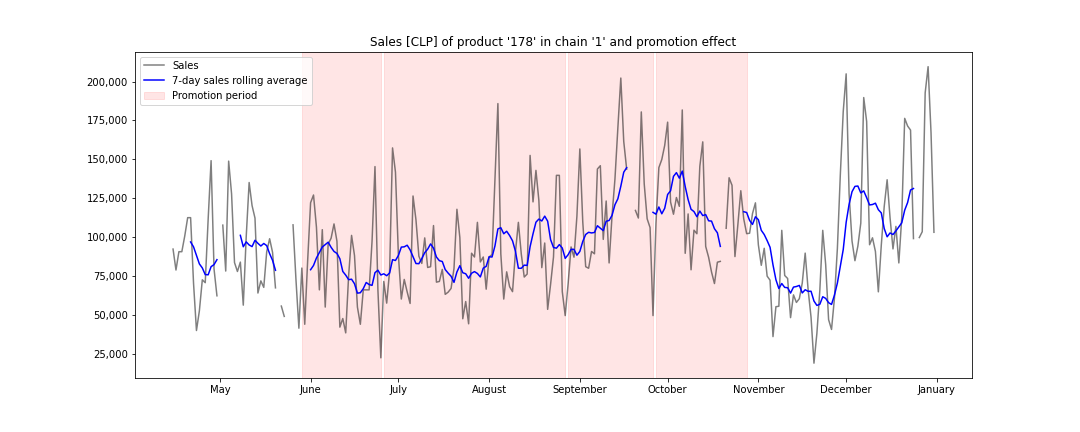 Sales [CLP] of product '178' in chain '1' and promotion effect
Sales
7-day sales rolling average
Promotion period
200,000
175,000
150,000
125,000
100,000
75,000
50,000
25,000
May June July August September October November December January